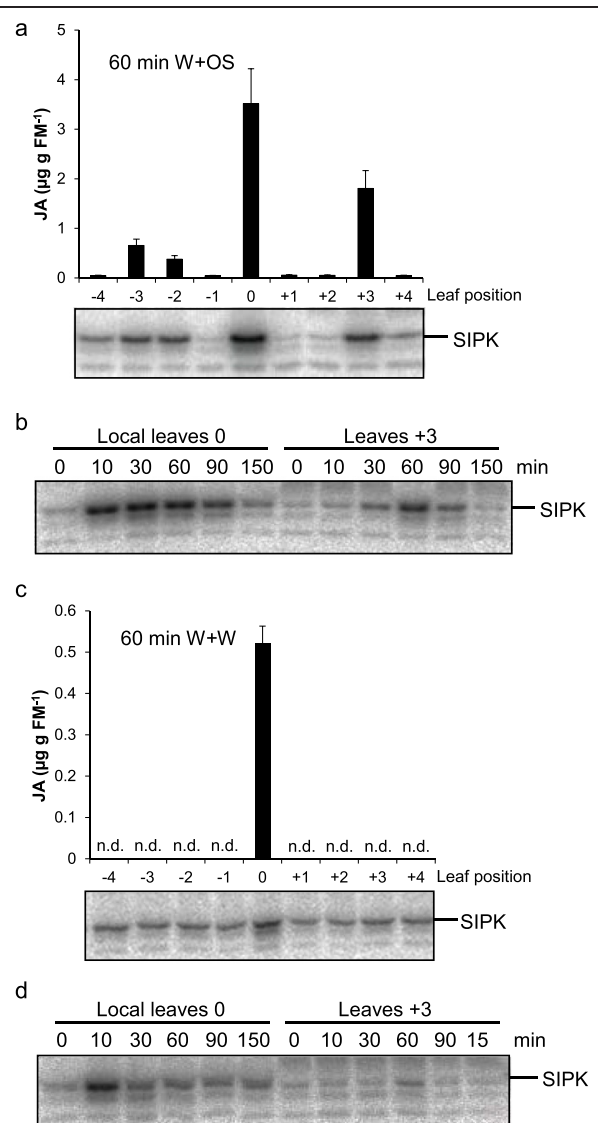 a
5
60 min W+OS
4
3
2
1
0
JA (µg g FM⁻¹)
-4 -3 -2 -1 0 +1 +2 +3 +4 Leaf position
SIPK
b
Local leaves 0 Leaves +3
0 10 30 60 90 150 0 10 30 60 90 150 min
SIPK
c
0.6
60 min W+W
0.5
0.4
0.3
0.2
0.1
0
JA (µg g FM⁻¹)
n.d. n.d. n.d. n.d. n.d. n.d. n.d. n.d.
-4 -3 -2 -1 0 +1 +2 +3 +4 Leaf position
SIPK
d
Local leaves 0 Leaves +3
0 10 30 60 90 150 0 10 30 60 90 15 min
SIPK